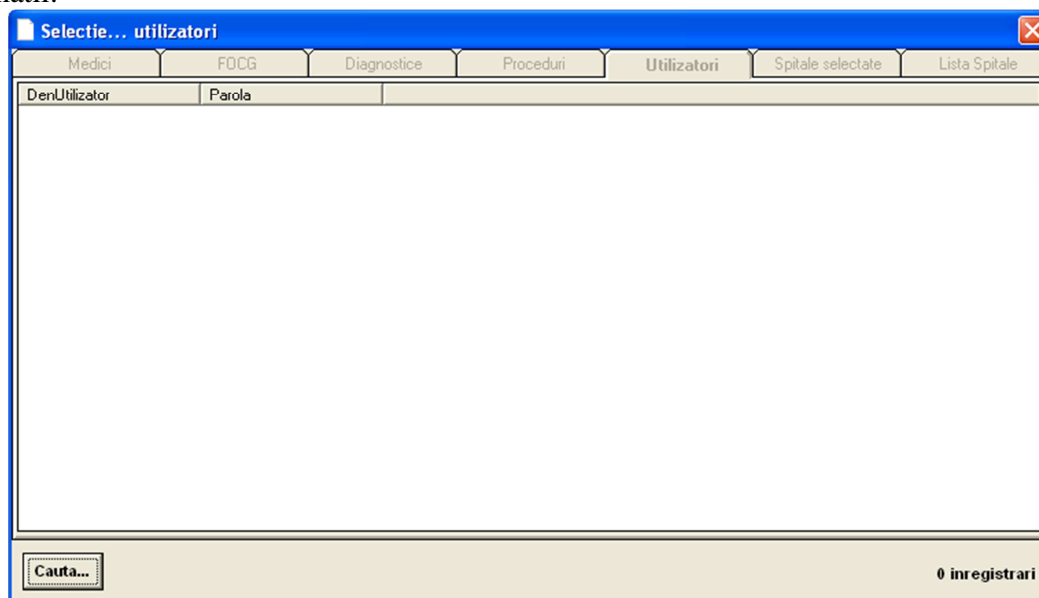 Selectie... utilizatori
Medici FOCG Diagnostice Proceduri Utilizatori Spitale selectate Lista Spitale
DenUtilizator Parola
Cauta... 0 inregistrari